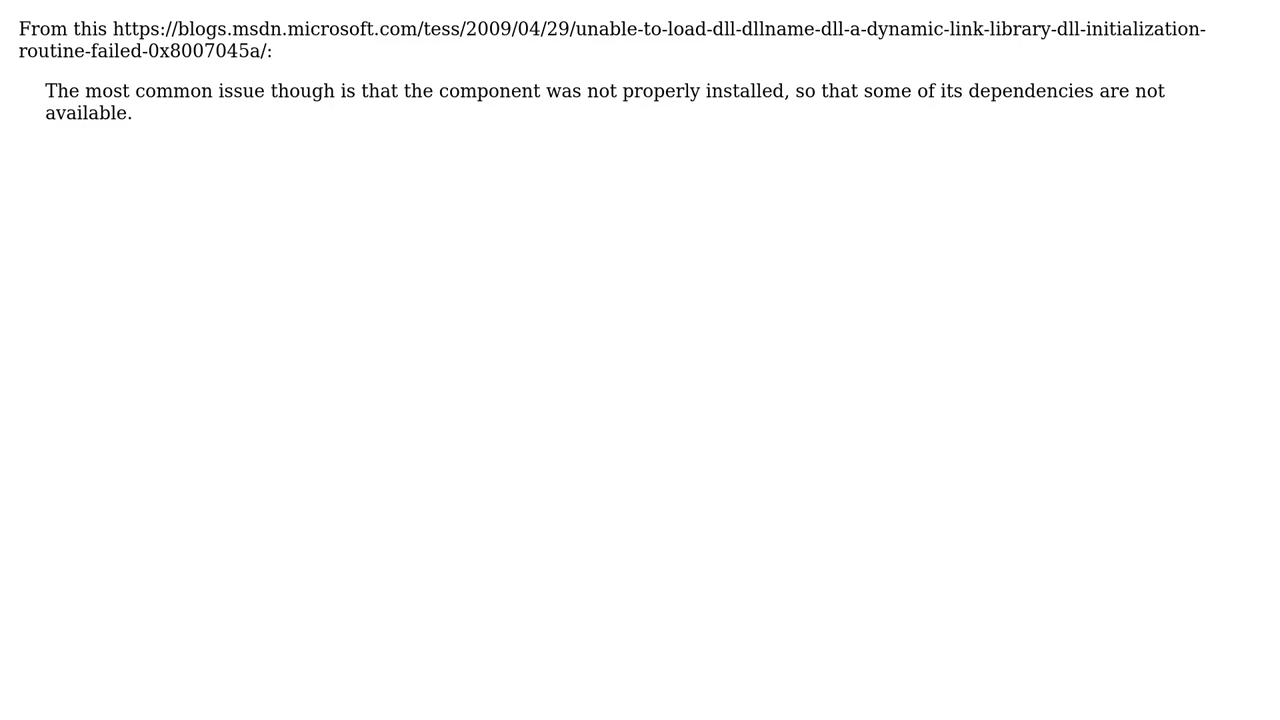 From this https://blogs.msdn.microsoft.com/tess/2009/04/29/unable-to-load-dll-dllname-dll-a-dynamic-link-library-dll-initialization-
routine-failed-0x8007045a/:
The most common issue though is that the component was not properly installed, so that some of its dependencies are not
available.